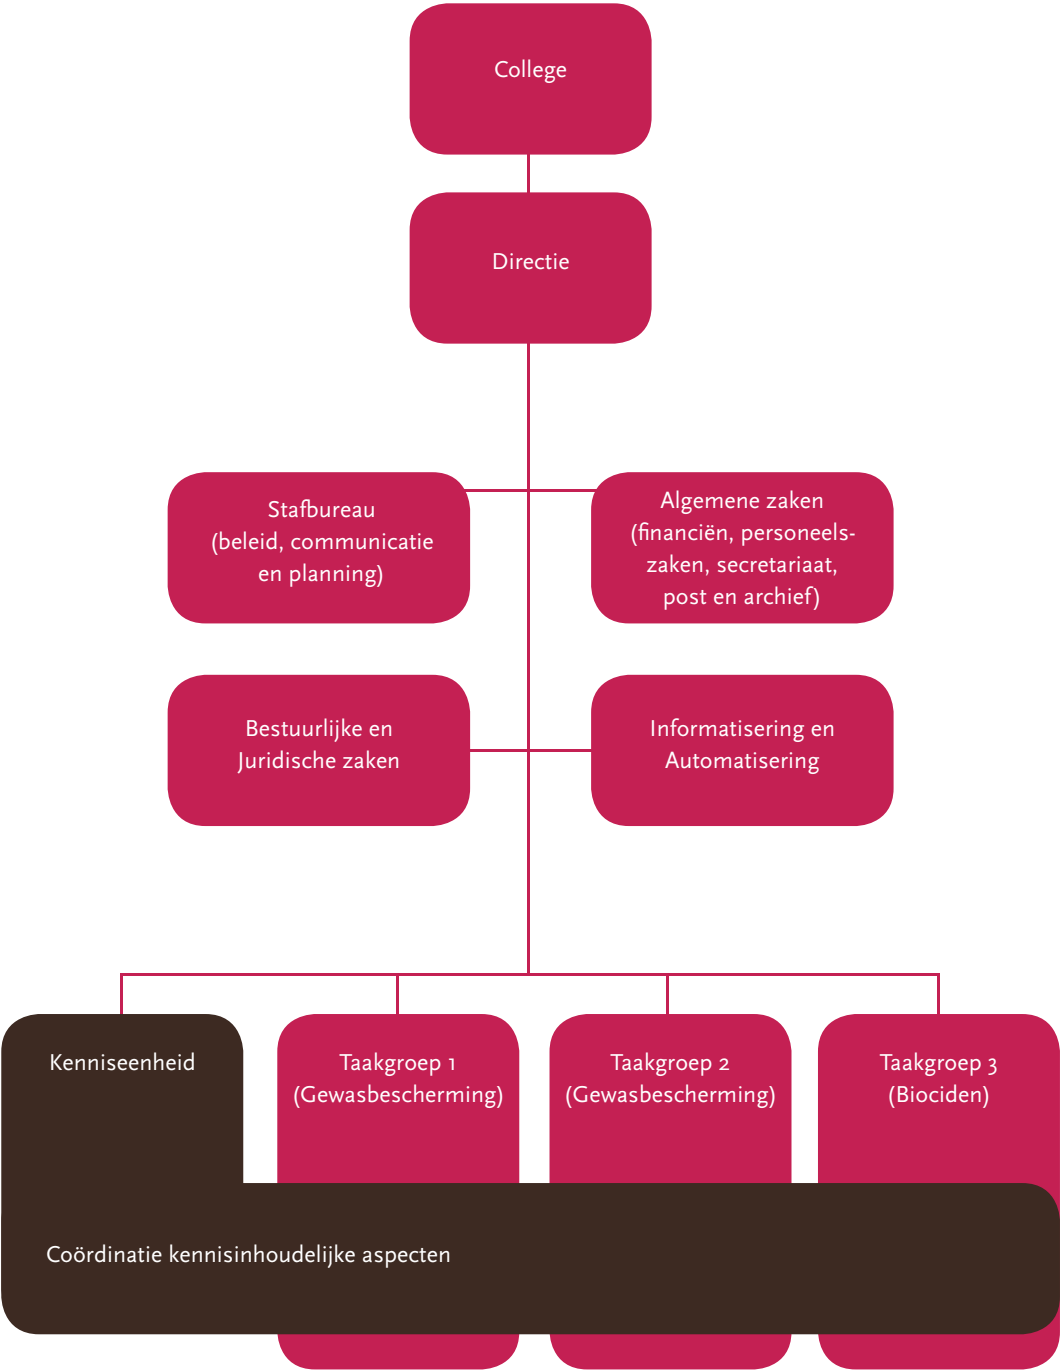 College
Directie
Stafbureau
(beleid, communicatie
en planning)
Algemene zaken
(financiën, personeels-
zaken, secretariaat,
post en archief)
Bestuurlijke en
Juridische zaken
Informatisering en
Automatisering
Kenniseenheid
Taakgroep 1
(Gewasbescherming)
Taakgroep 2
(Gewasbescherming)
Taakgroep 3
(Biociden)
Coördinatie kennisinhoudelijke aspecten